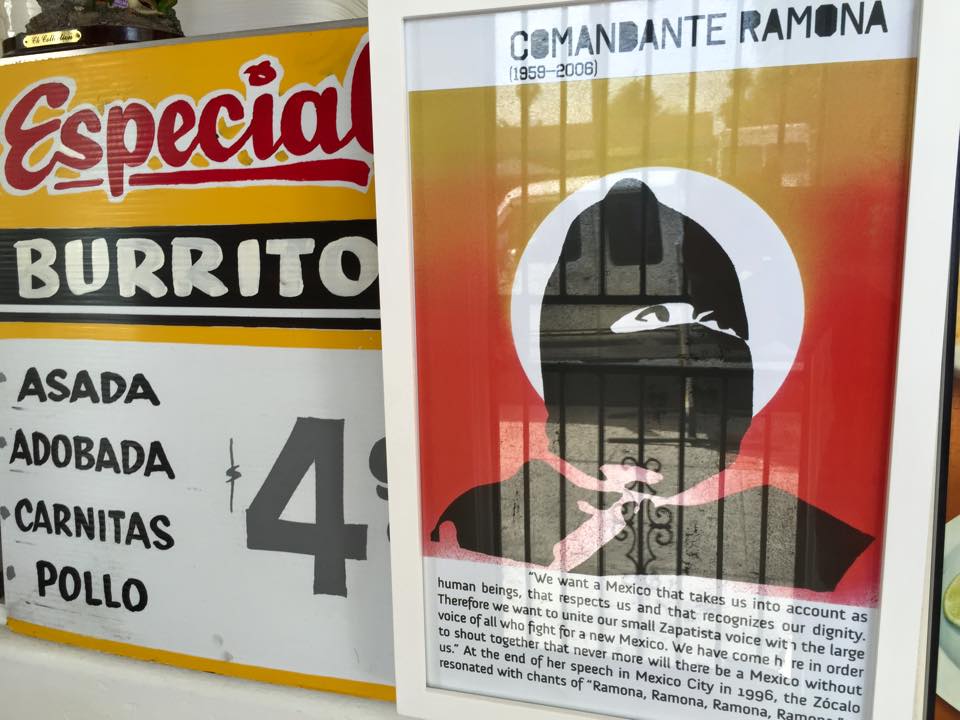 Especial
BURRITO
ASADA
ADOBADA
CARNITAS
POLLO
$4
COMANDANTE RAMONA
(1959–2006)
"We want a Mexico that takes us into account as
human beings, that respects us and that recognizes our dignity.
Therefore we want to unite our small Zapatista voice with the large
voice of all who fight for a new Mexico. We have come here in order
to shout together that never more will there be a Mexico without
us." At the end of her speech in Mexico City in 1996, the Zócalo
resonated with chants of "Ramona, Ramona, Ramona, Ramona